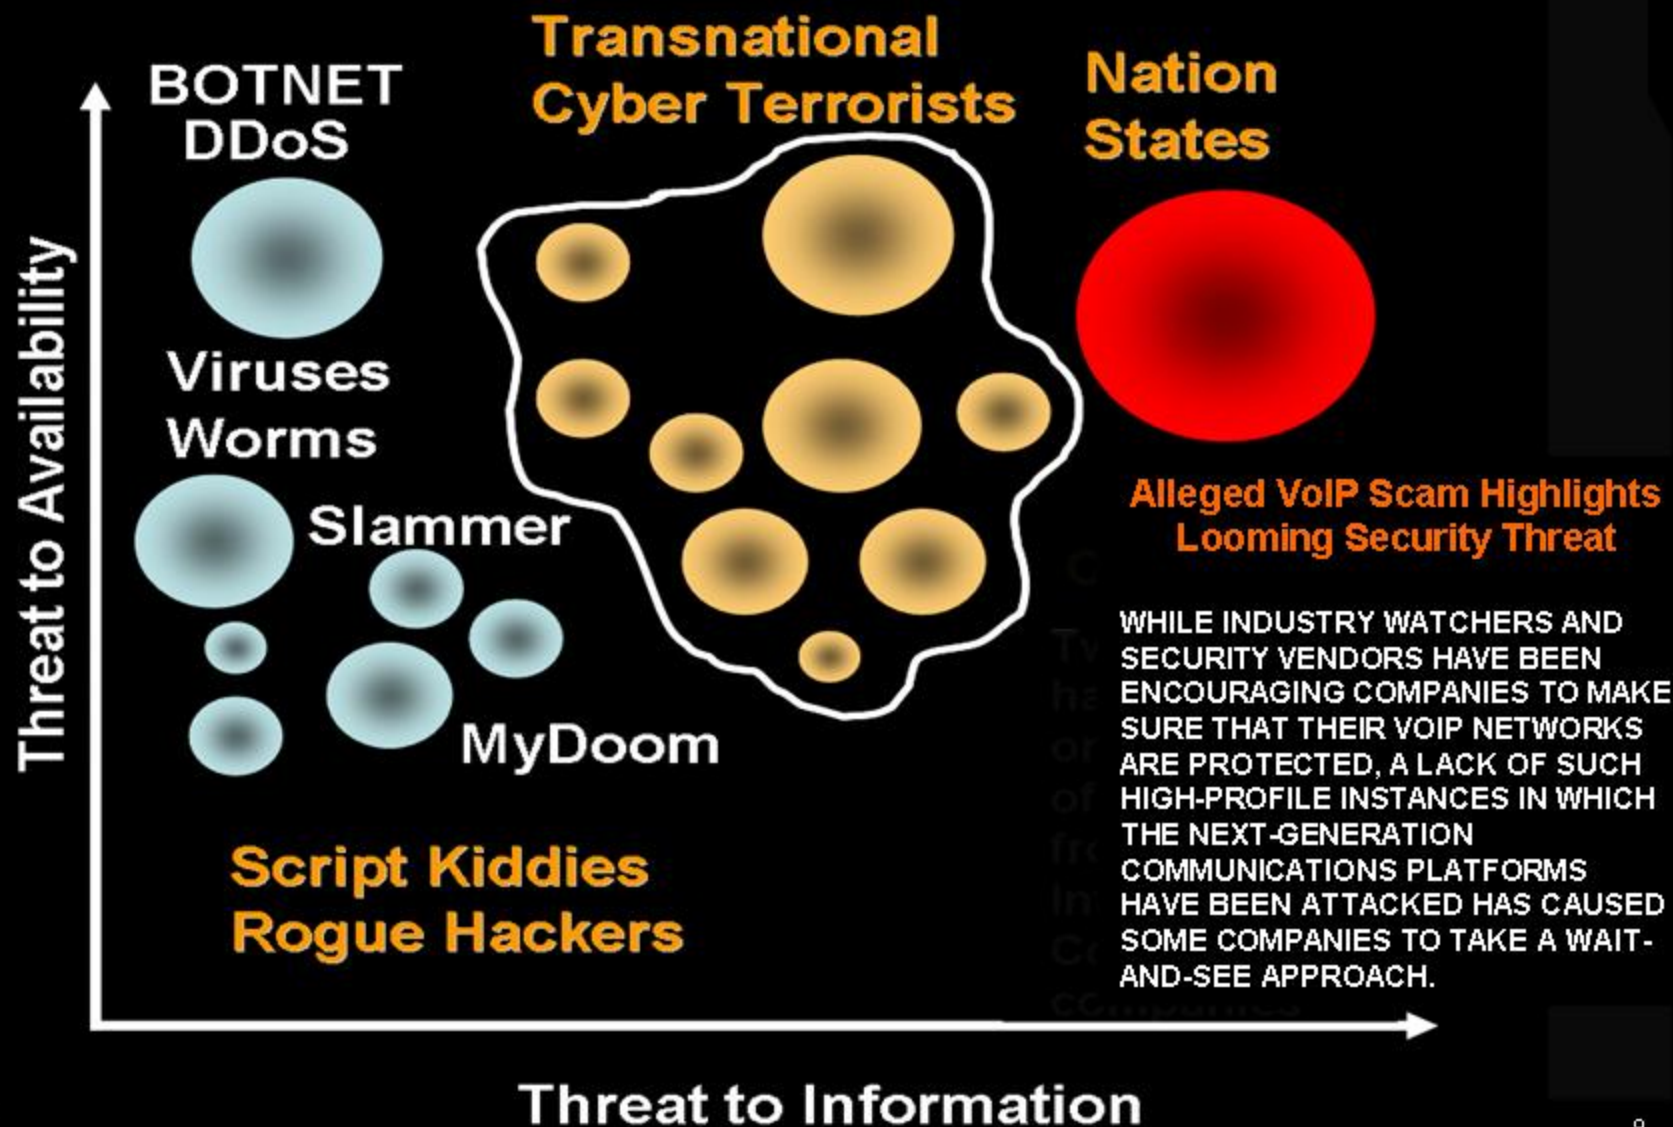 Transnational
Cyber Terrorists
Nation
States
BOTNET
DDoS
Viruses
Worms
Slammer
MyDoom
Script Kiddies
Rogue Hackers
Threat to Availability
Threat to Information
Alleged VoIP Scam Highlights
Looming Security Threat
WHILE INDUSTRY WATCHERS AND
SECURITY VENDORS HAVE BEEN
ENCOURAGING COMPANIES TO MAKE
SURE THAT THEIR VOIP NETWORKS
ARE PROTECTED, A LACK OF SUCH
HIGH-PROFILE INSTANCES IN WHICH
THE NEXT-GENERATION
COMMUNICATIONS PLATFORMS
HAVE BEEN ATTACKED HAS CAUSED
SOME COMPANIES TO TAKE A WAIT-
AND-SEE APPROACH.